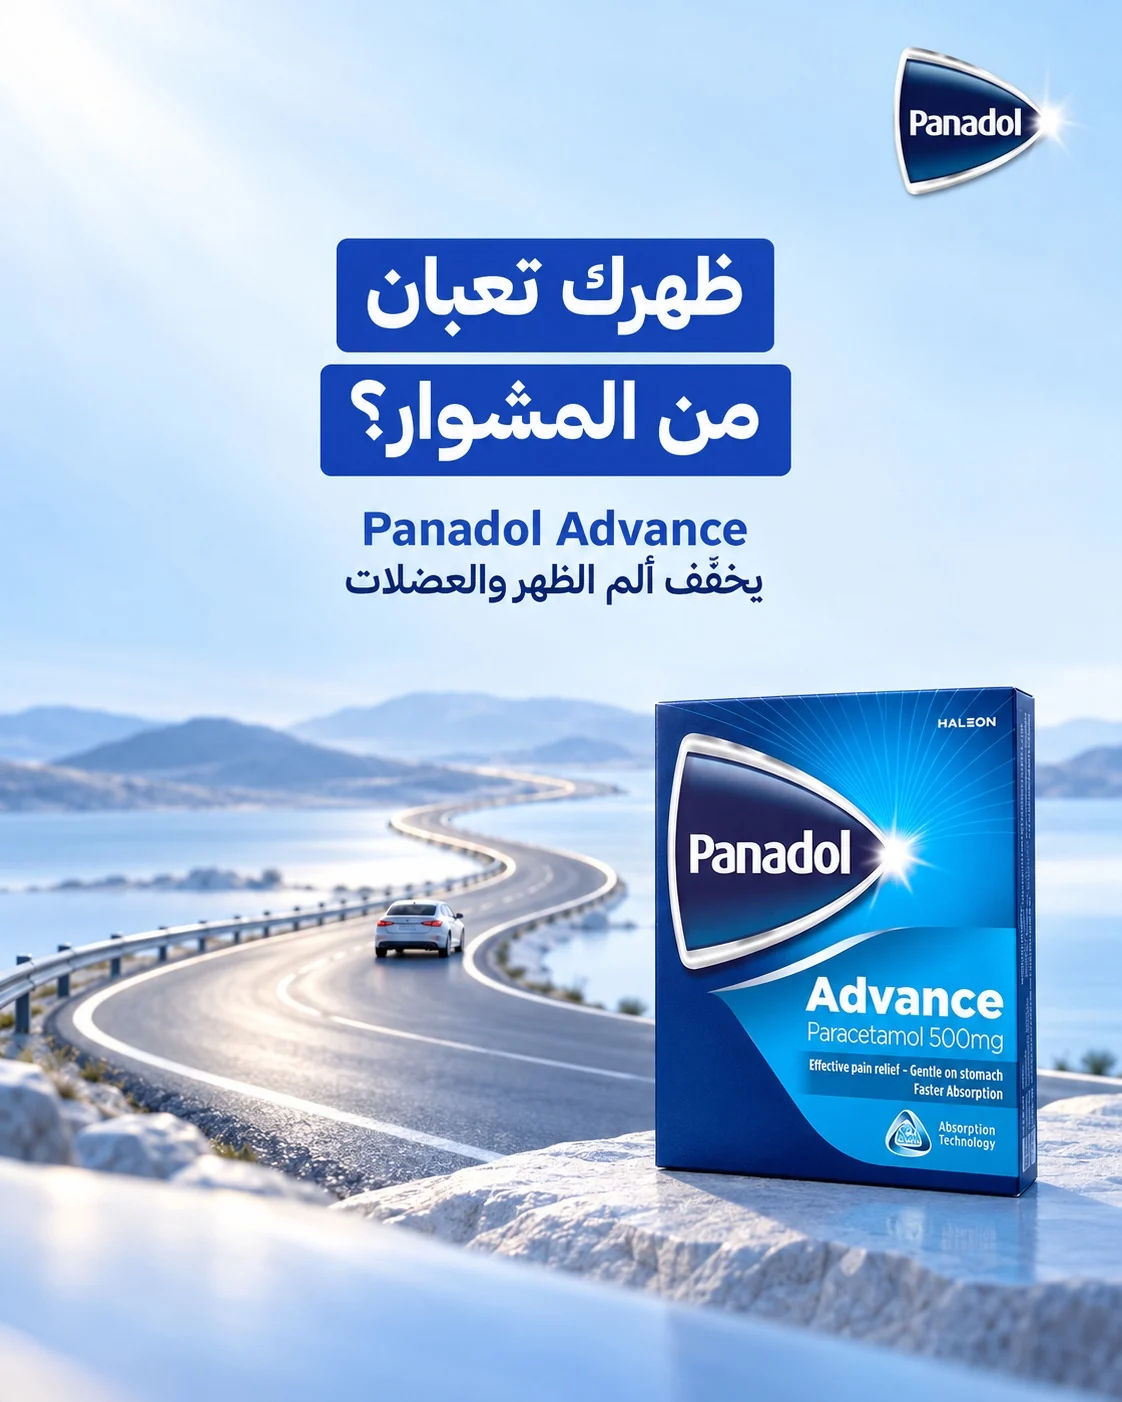 Panadol
ظهرك تعبان
من المشوار؟
Panadol Advance
يخفَّف ألم الظهر والعضلات
HALEON
Panadol
Advance
Paracetamol 500mg
Effective pain relief - Gentle on stomach
Faster Absorption
Absorption
Technology